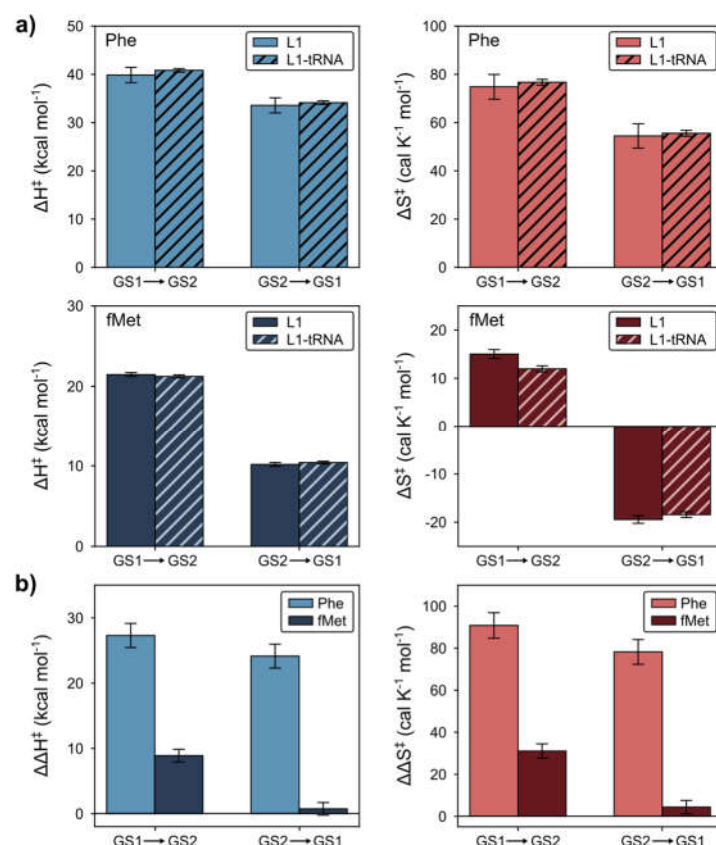 a)
Phe
L1
L1-tRNA
50
40
30
20
10
0
ΔH‡ (kcal mol⁻¹)
GS1→GS2
GS2→GS1
Phe
L1
L1-tRNA
100
80
60
40
20
0
ΔS‡ (cal K⁻¹ mol⁻¹)
GS1→GS2
GS2→GS1
fMet
L1
L1-tRNA
30
20
10
0
ΔH‡ (kcal mol⁻¹)
GS1→GS2
GS2→GS1
fMet
L1
L1-tRNA
20
10
0
-10
-20
ΔS‡ (cal K⁻¹ mol⁻¹)
GS1→GS2
GS2→GS1
b)
Phe
fMet
30
20
10
0
ΔΔH‡ (kcal mol⁻¹)
GS1→GS2
GS2→GS1
Phe
fMet
100
80
60
40
20
0
ΔΔS‡ (cal K⁻¹ mol⁻¹)
GS1→GS2
GS2→GS1